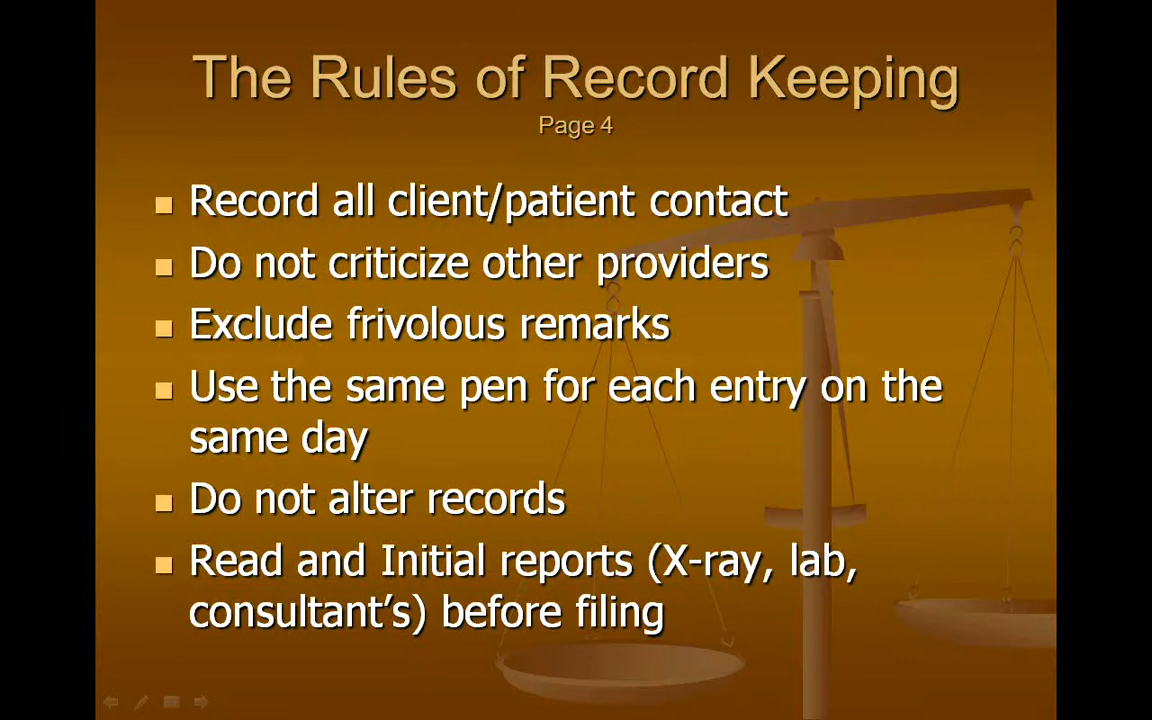 The Rules of Record Keeping
Page 4
Record all client/patient contact
Do not criticize other providers
Exclude frivolous remarks
Use the same pen for each entry on the
same day
Do not alter records
Read and Initial reports (X-ray, lab,
consultant’s) before filing